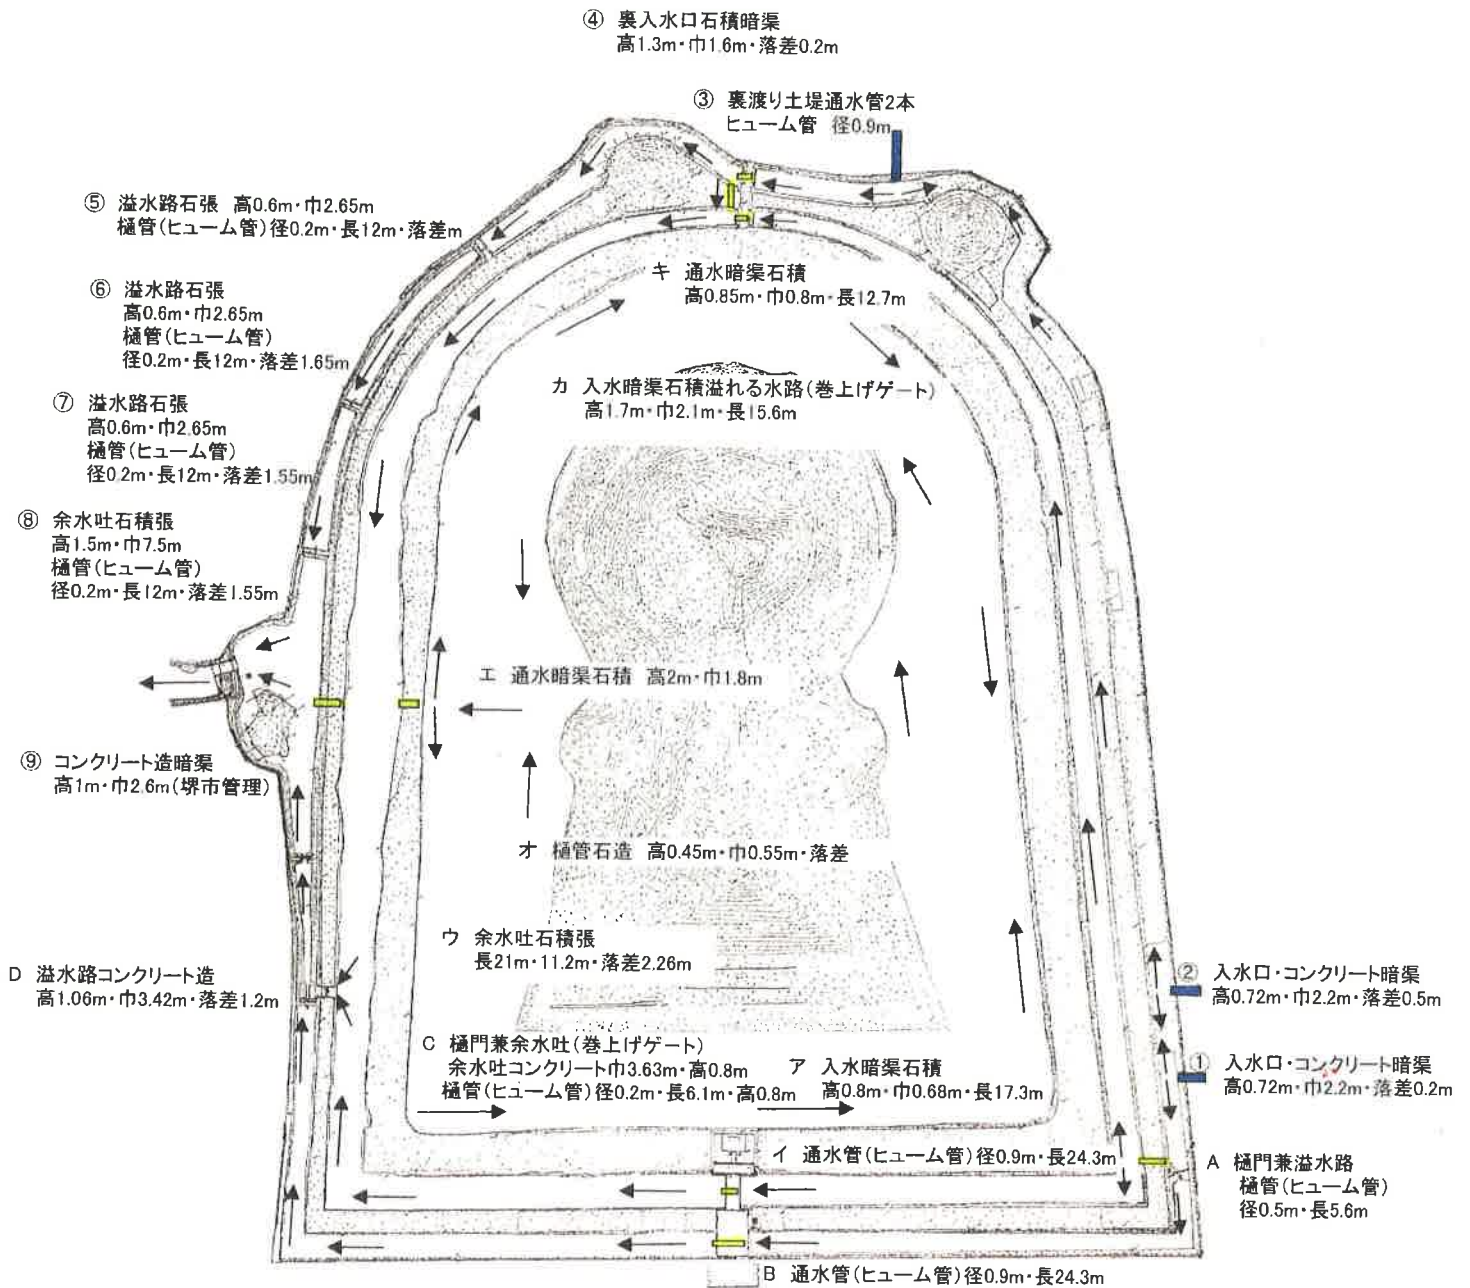 ④ 裏入水口石積暗渠
高1.3m・巾1.6m・落差0.2m
③ 裏渡り土堤通水管2本
ヒューム管 径0.9m
⑤ 溢水路石張 高0.6m・巾2.65m
樋管(ヒューム管)径0.2m・長12m・落差m
⑥ 溢水路石張
高0.6m・巾2.65m
樋管(ヒューム管)
径0.2m・長12m・落差1.65m
⑦ 溢水路石張
高0.6m・巾2.65m
樋管(ヒューム管)
径0.2m・長12m・落差1.55m
⑧ 余水吐石積張
高1.5m・巾7.5m
樋管(ヒューム管)
径0.2m・長12m・落差1.55m
キ 通水暗渠石積
高0.85m・巾0.8m・長12.7m
カ 入水暗渠石積溢れる水路(巻上げゲート)
高1.7m・巾2.1m・長15.6m
エ 通水暗渠石積 高2m・巾1.8m
⑨ コンクリート造暗渠
高1m・巾2.6m(堺市管理)
オ 樋管石造 高0.45m・巾0.55m・落差
ウ 余水吐石積張
長21m・11.2m・落差2.26m
D 溢水路コンクリート造
高1.06m・巾3.42m・落差1.2m
② 入水口・コンクリート暗渠
高0.72m・巾2.2m・落差0.5m
① 入水口・コンクリート暗渠
高0.72m・巾2.2m・落差0.2m
C 樋門兼余水吐(巻上げゲート)
余水吐コンクリート巾3.63m・高0.8m
樋管(ヒューム管)径0.2m・長6.1m・高0.8m
ア 入水暗渠石積
高0.8m・巾0.68m・長17.3m
イ 通水管(ヒューム管)径0.9m・長24.3m
A 樋門兼溢水路
樋管(ヒューム管)
径0.5m・長5.6m
B 通水管(ヒューム管)径0.9m・長24.3m